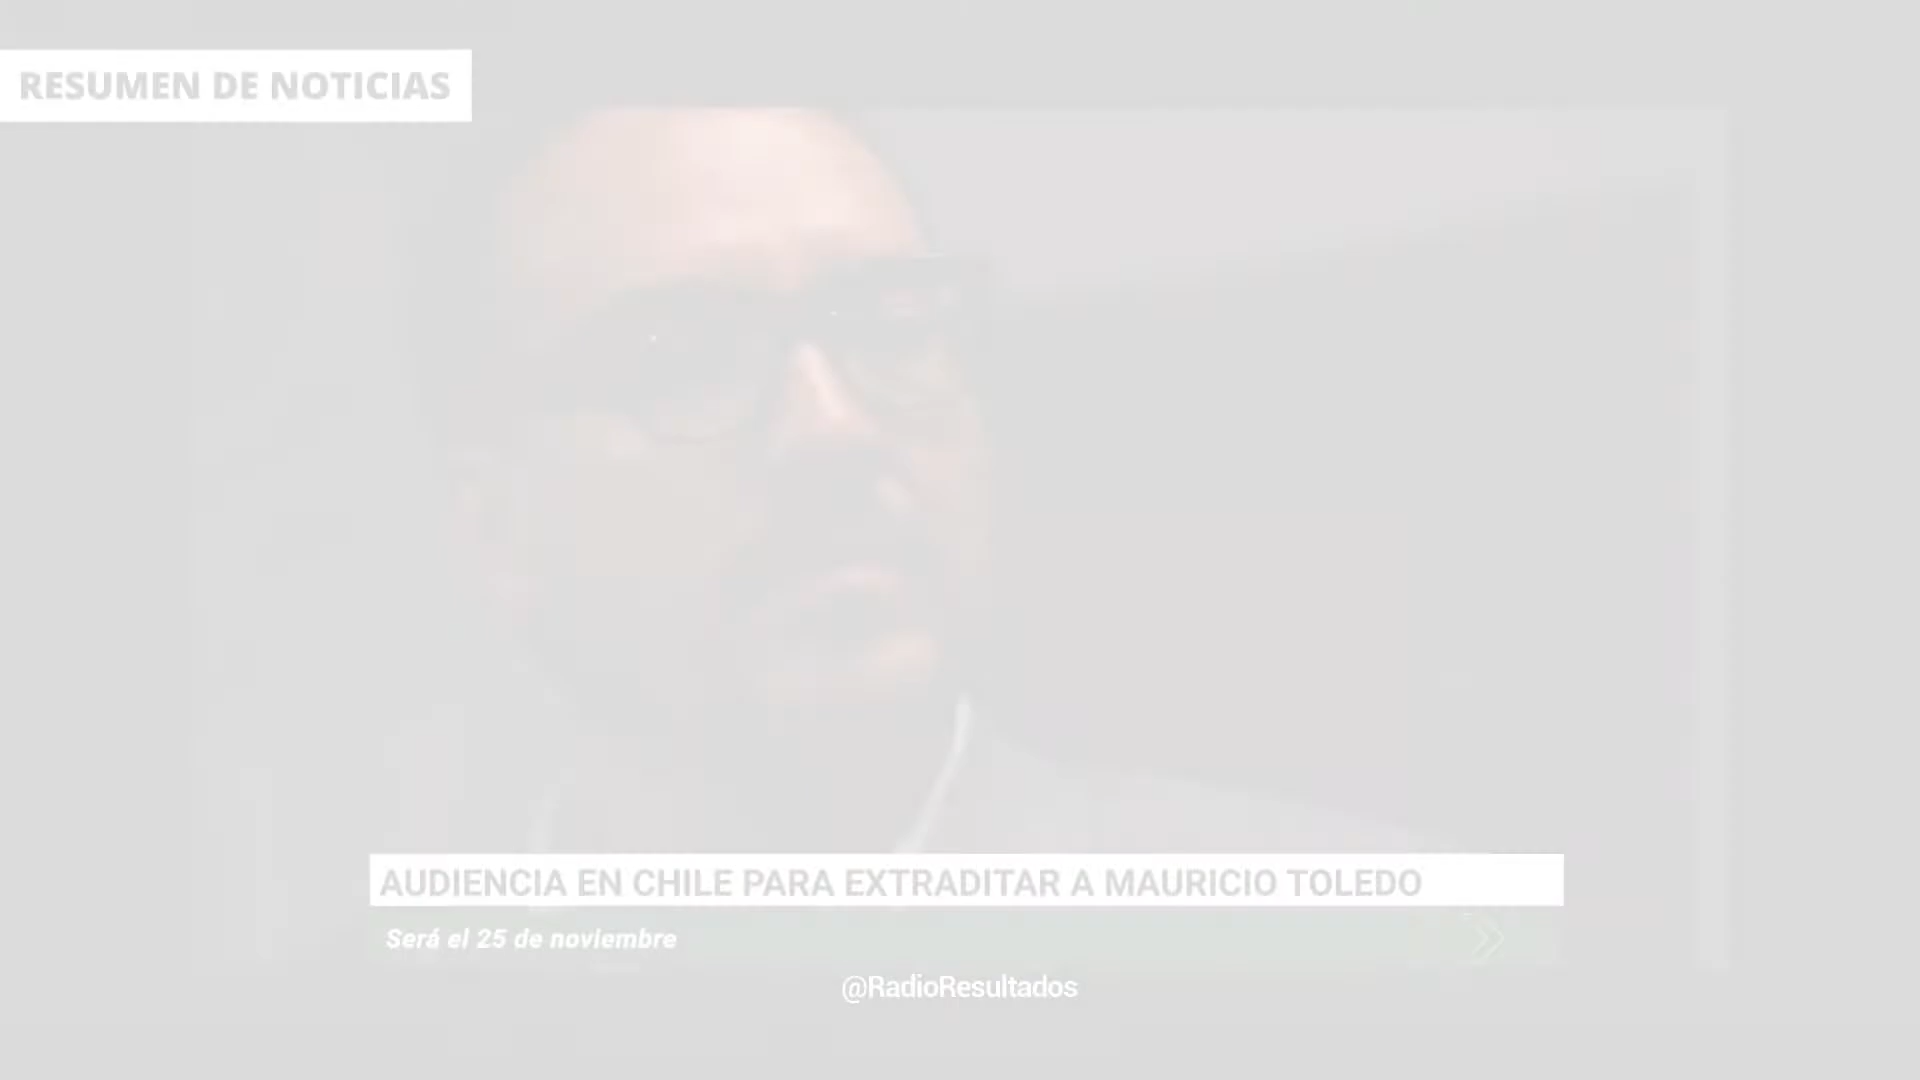 RESUMEN DE NOTICIAS
AUDIENCIA EN CHILE PARA EXTRADITAR A MAURICIO TOLEDO
Será el 25 de noviembre
@RadioResultados